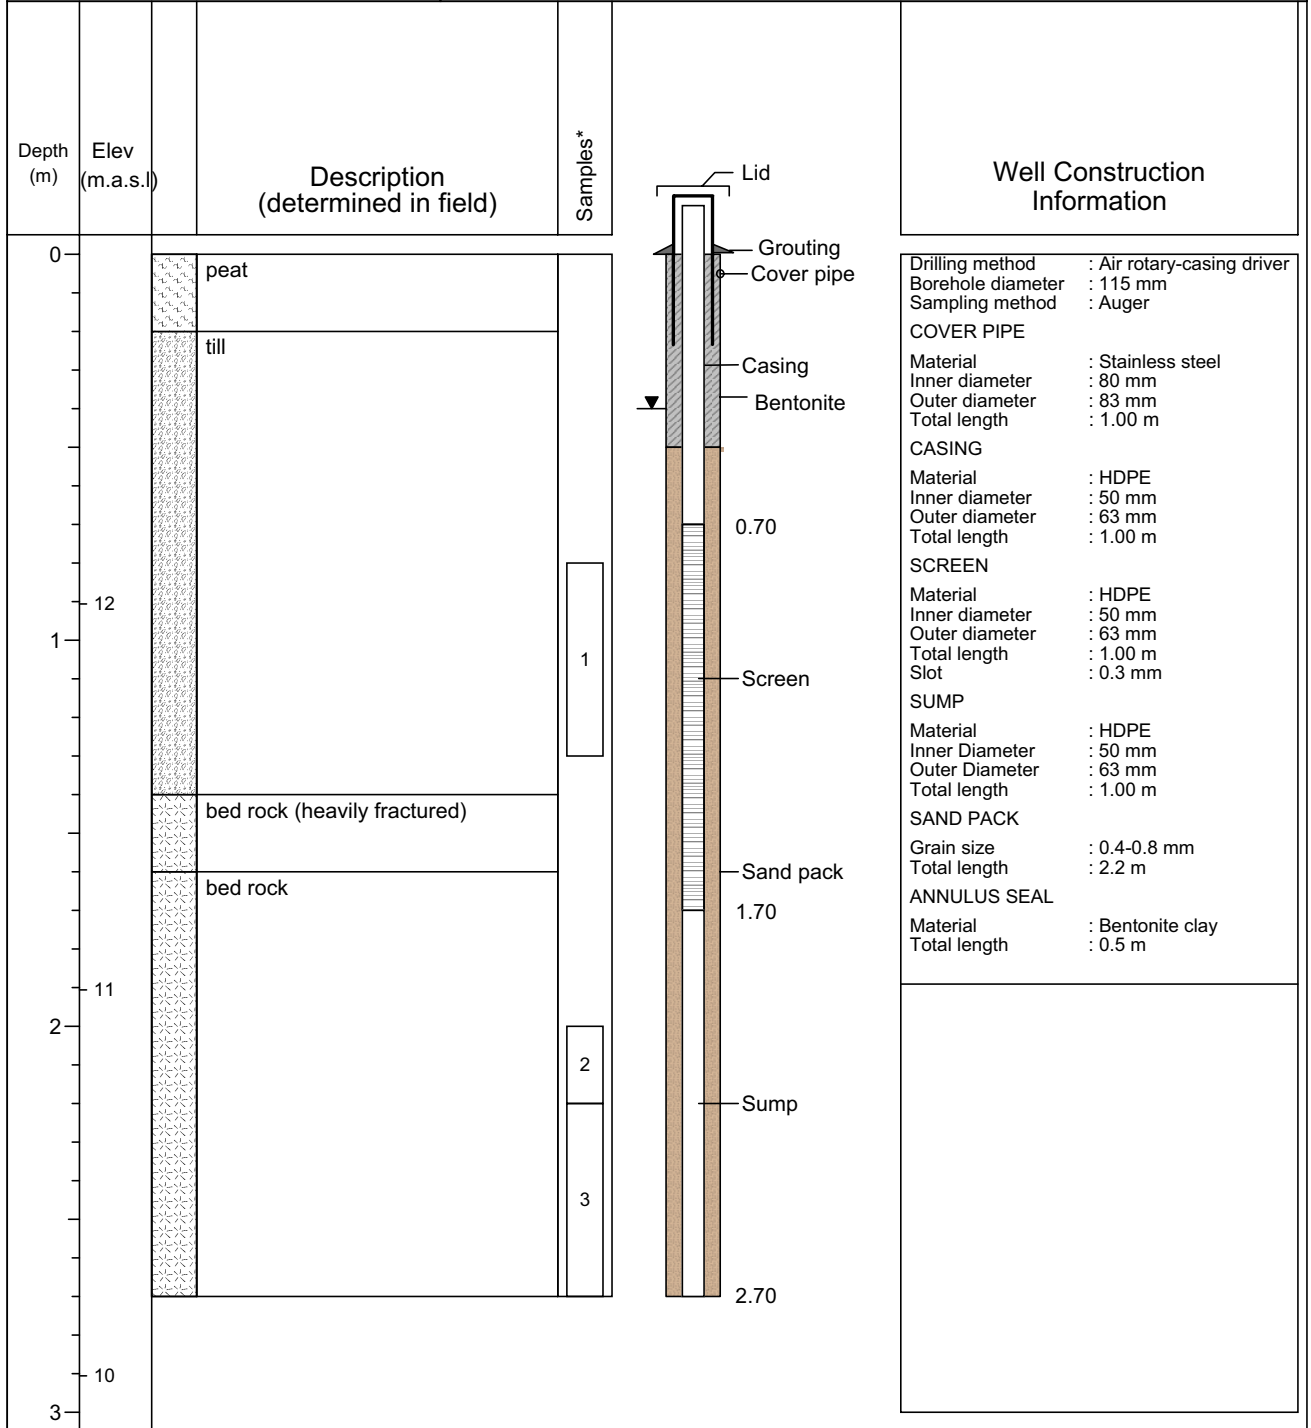 Depth
(m)
Elev
(m.a.s.l)
Description
(determined in field)
Samples*
Lid
Grouting
Cover pipe
Casing
Bentonite
0.70
Screen
Sand pack
1.70
Sump
2.70
0
1
2
3
12
11
10
peat
till
bed rock (heavily fractured)
bed rock
1
2
3
Well Construction
Information
Drilling method : Air rotary-casing driver
Borehole diameter : 115 mm
Sampling method : Auger
COVER PIPE
Material : Stainless steel
Inner diameter : 80 mm
Outer diameter : 83 mm
Total length : 1.00 m
CASING
Material : HDPE
Inner diameter : 50 mm
Outer diameter : 63 mm
Total length : 1.00 m
SCREEN
Material : HDPE
Inner diameter : 50 mm
Outer diameter : 63 mm
Total length : 1.00 m
Slot : 0.3 mm
SUMP
Material : HDPE
Inner Diameter : 50 mm
Outer Diameter : 63 mm
Total length : 1.00 m
SAND PACK
Grain size : 0.4-0.8 mm
Total length : 2.2 m
ANNULUS SEAL
Material : Bentonite clay
Total length : 0.5 m